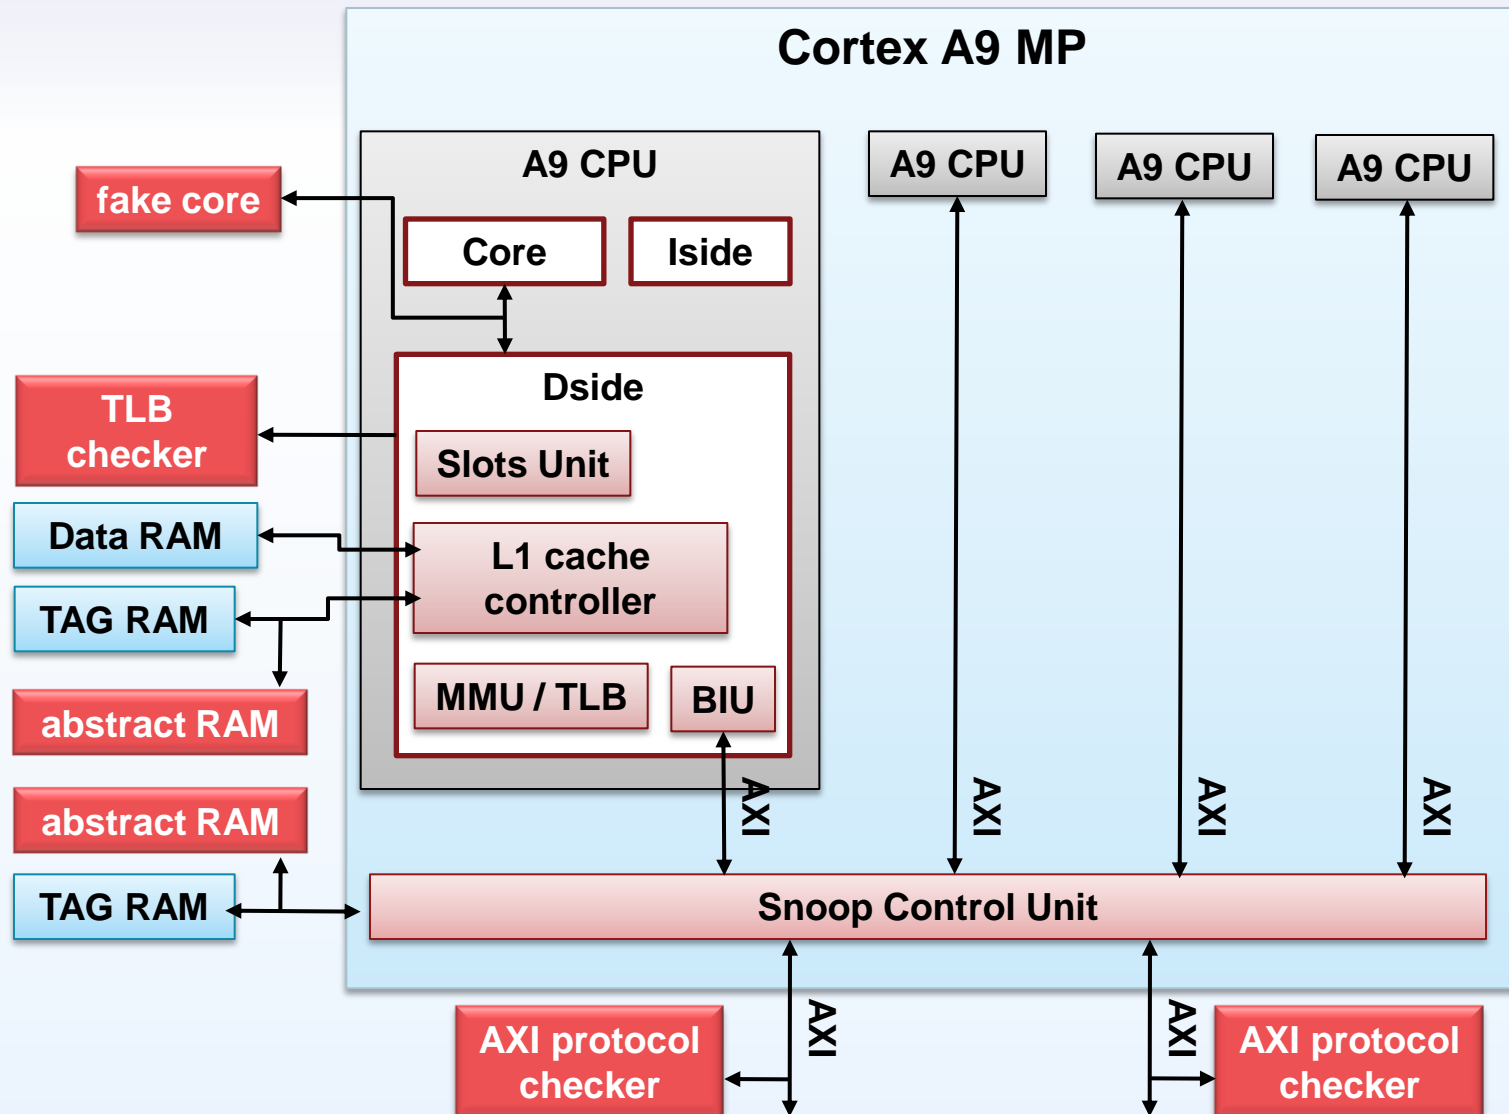 Cortex A9 MP
A9 CPU
A9 CPU
A9 CPU
A9 CPU
fake core
Core
Iside
Dside
TLB
checker
Slots Unit
Data RAM
L1 cache
controller
TAG RAM
MMU / TLB
BIU
abstract RAM
abstract RAM
AXI
AXI
AXI
AXI
TAG RAM
Snoop Control Unit
AXI protocol
checker
AXI
AXI
AXI protocol
checker